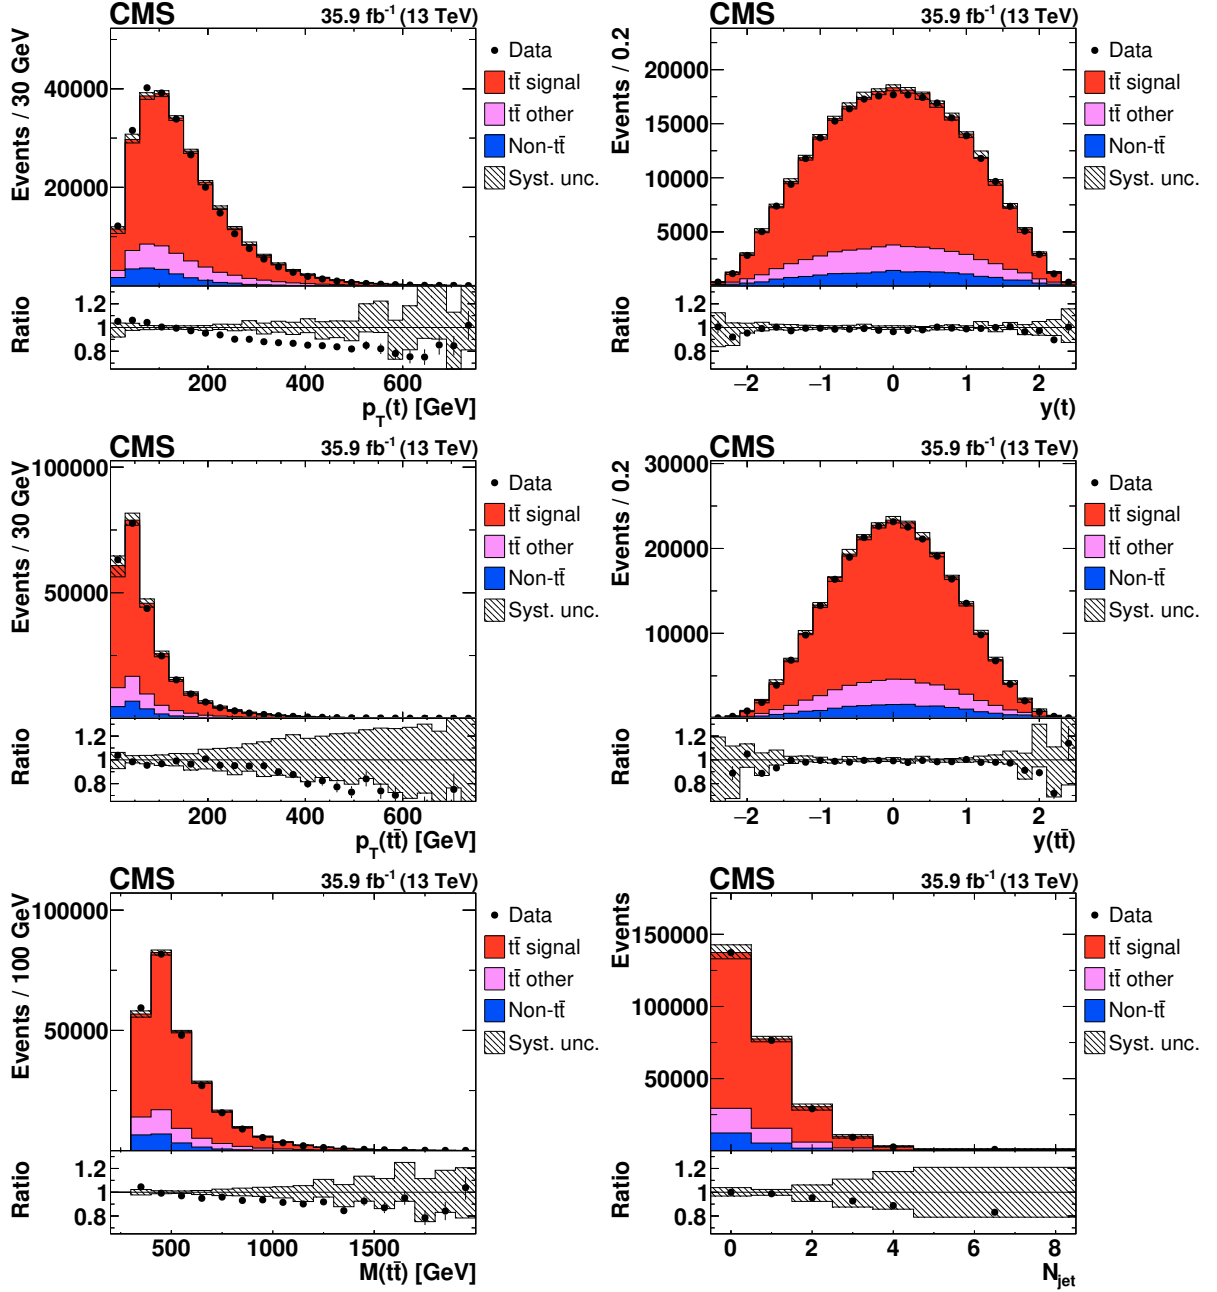 CMS 35.9 fb⁻¹ (13 TeV)
Events / 30 GeV
40000
20000
Data
tt̄ signal
tt̄ other
Non-tt̄
Syst. unc.
Ratio
1.2
1
0.8
200 400 600
p_T(t) [GeV]
CMS 35.9 fb⁻¹ (13 TeV)
Events / 0.2
20000
15000
10000
5000
Data
tt̄ signal
tt̄ other
Non-tt̄
Syst. unc.
Ratio
1.2
1
0.8
−2 −1 0 1 2
y(t)
CMS 35.9 fb⁻¹ (13 TeV)
Events / 30 GeV
100000
50000
Data
tt̄ signal
tt̄ other
Non-tt̄
Syst. unc.
Ratio
1.2
1
0.8
200 400 600
p_T(tt̄) [GeV]
CMS 35.9 fb⁻¹ (13 TeV)
Events / 0.2
30000
20000
10000
Data
tt̄ signal
tt̄ other
Non-tt̄
Syst. unc.
Ratio
1.2
1
0.8
−2 −1 0 1 2
y(tt̄)
CMS 35.9 fb⁻¹ (13 TeV)
Events / 100 GeV
100000
50000
Data
tt̄ signal
tt̄ other
Non-tt̄
Syst. unc.
Ratio
1.2
1
0.8
500 1000 1500
M(tt̄) [GeV]
CMS 35.9 fb⁻¹ (13 TeV)
Events
150000
100000
50000
Data
tt̄ signal
tt̄ other
Non-tt̄
Syst. unc.
Ratio
1.2
1
0.8
0 2 4 6 8
N_jet